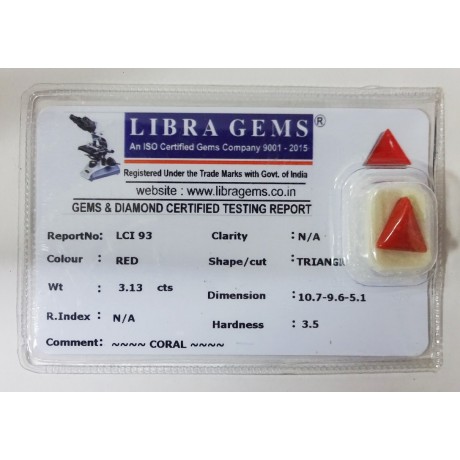 LIBRA GEMS®
An ISO Certified Gems Company 9001 - 2015
Registered Under the Trade Marks with Govt. of India
website : www.libragems.co.in
GEMS & DIAMOND CERTIFIED TESTING REPORT
ReportNo: LCI 93 Clarity : N/A
Colour : RED Shape/cut : TRIANG
Wt : 3.13 cts Dimension : 10.7-9.6-5.1
R.Index : N/A Hardness : 3.5
Comment: ~~~~ CORAL ~~~~